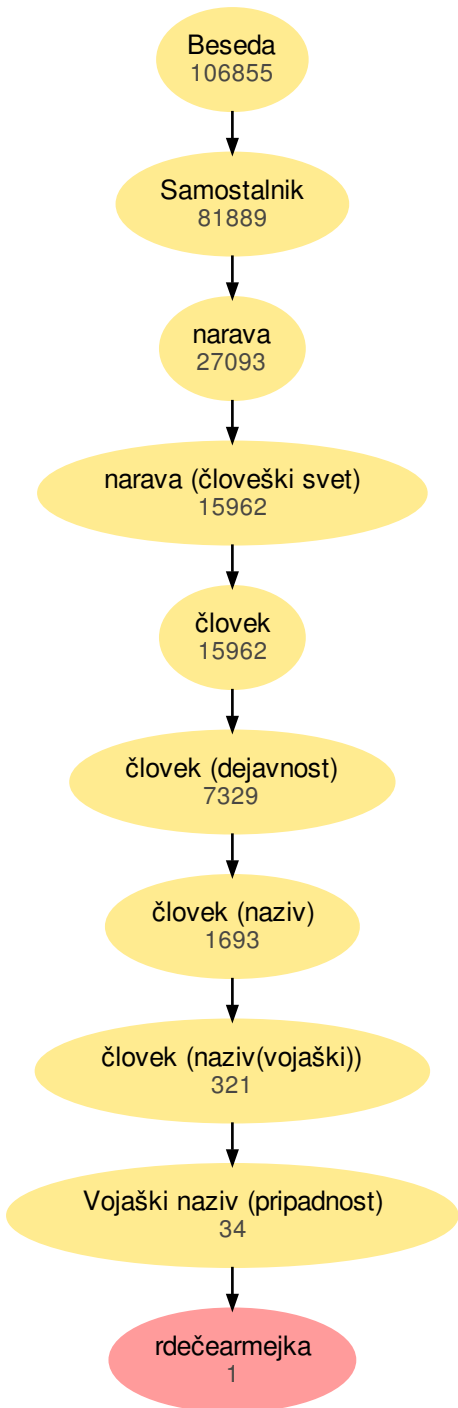 Beseda
106855
Samostalnik
81889
narava
27093
narava (človeški svet)
15962
človek
15962
človek (dejavnost)
7329
človek (naziv)
1693
človek (naziv(vojaški))
321
Vojaški naziv (pripadnost)
34
rdečearmejka
1